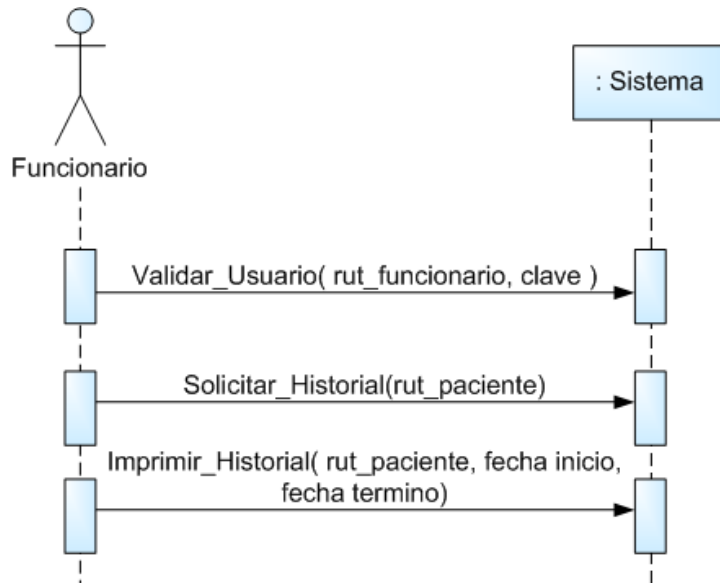 : Sistema
Funcionario
Validar_Usuario( rut_funcionario, clave )
Solicitar_Historial(rut_paciente)
Imprimir_Historial( rut_paciente, fecha inicio,
fecha termino)